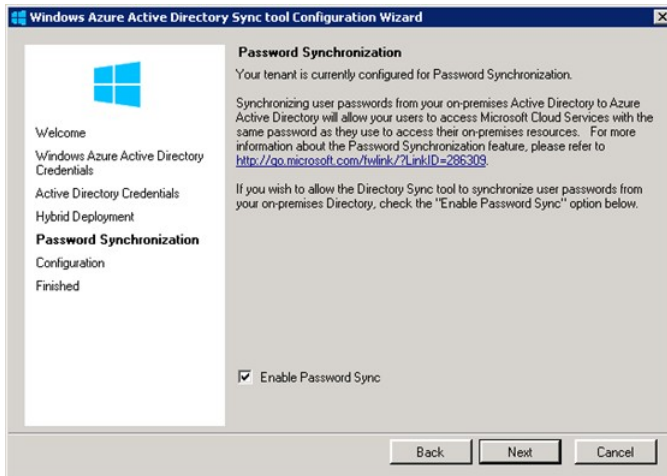 Windows Azure Active Directory Sync tool Configuration Wizard
Welcome
Windows Azure Active Directory
Credentials
Active Directory Credentials
Hybrid Deployment
Password Synchronization
Configuration
Finished
Password Synchronization
Your tenant is currently configured for Password Synchronization.
Synchronizing user passwords from your on-premises Active Directory to Azure
Active Directory will allow your users to access Microsoft Cloud Services with the
same password as they use to access their on-premises resources. For more
information about the Password Synchronization feature, please refer to
http://go.microsoft.com/fwlink/?LinkID=286309.
If you wish to allow the Directory Sync tool to synchronize user passwords from
your on-premises Directory, check the "Enable Password Sync" option below.
Enable Password Sync
Back
Next
Cancel